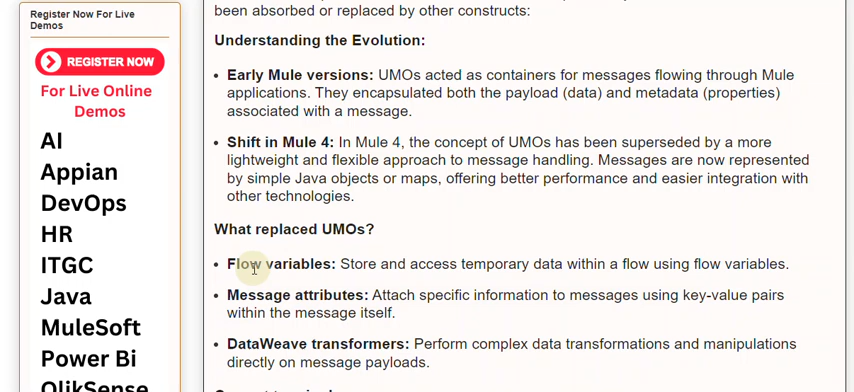 Register Now For Live
Demos
REGISTER NOW
For Live Online
Demos
AI
Appian
DevOps
HR
ITGC
Java
MuleSoft
Power Bi
QlikSense
been absorbed or replaced by other constructs:
Understanding the Evolution:
• Early Mule versions: UMOs acted as containers for messages flowing through Mule
applications. They encapsulated both the payload (data) and metadata (properties)
associated with a message.
• Shift in Mule 4: In Mule 4, the concept of UMOs has been superseded by a more
lightweight and flexible approach to message handling. Messages are now represented
by simple Java objects or maps, offering better performance and easier integration with
other technologies.
What replaced UMOs?
• Flow variables: Store and access temporary data within a flow using flow variables.
• Message attributes: Attach specific information to messages using key-value pairs
within the message itself.
• DataWeave transformers: Perform complex data transformations and manipulations
directly on message payloads.